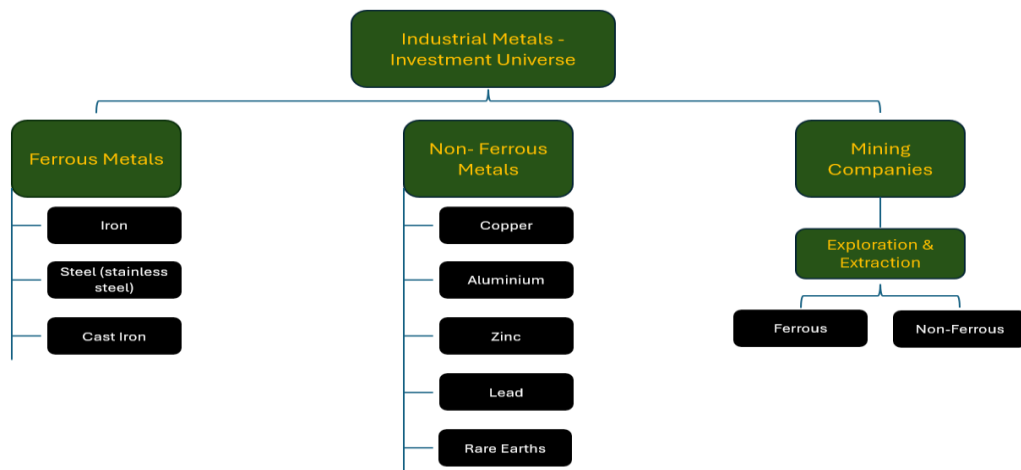 Industrial Metals -
Investment Universe
Ferrous Metals
Iron
Steel (stainless
steel)
Cast Iron
Non- Ferrous
Metals
Copper
Aluminium
Zinc
Lead
Rare Earths
Mining
Companies
Exploration &
Extraction
Ferrous
Non-Ferrous